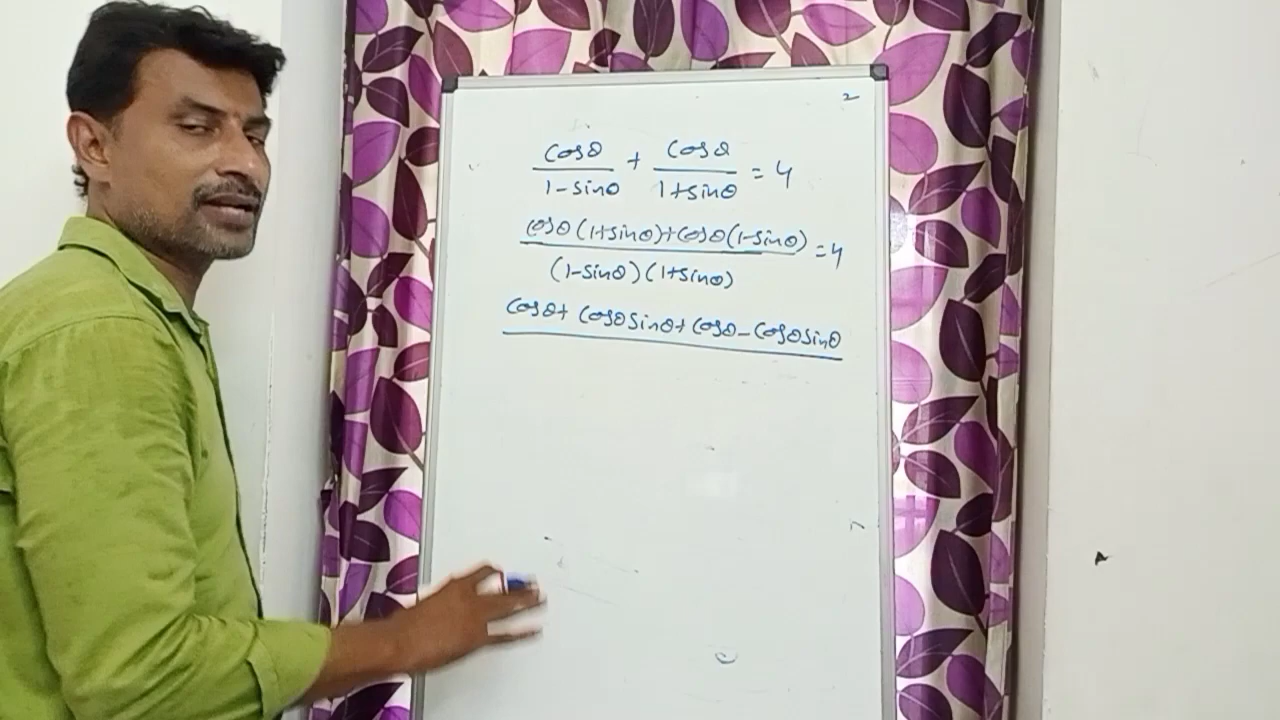 2
cosθ/1-sinθ + cosθ/1+sinθ = 4
cosθ(1+sinθ)+cosθ(1-sinθ)/(1-sinθ)(1+sinθ) = 4
cosθ+ cosθsinθ+cosθ-cosθsinθ